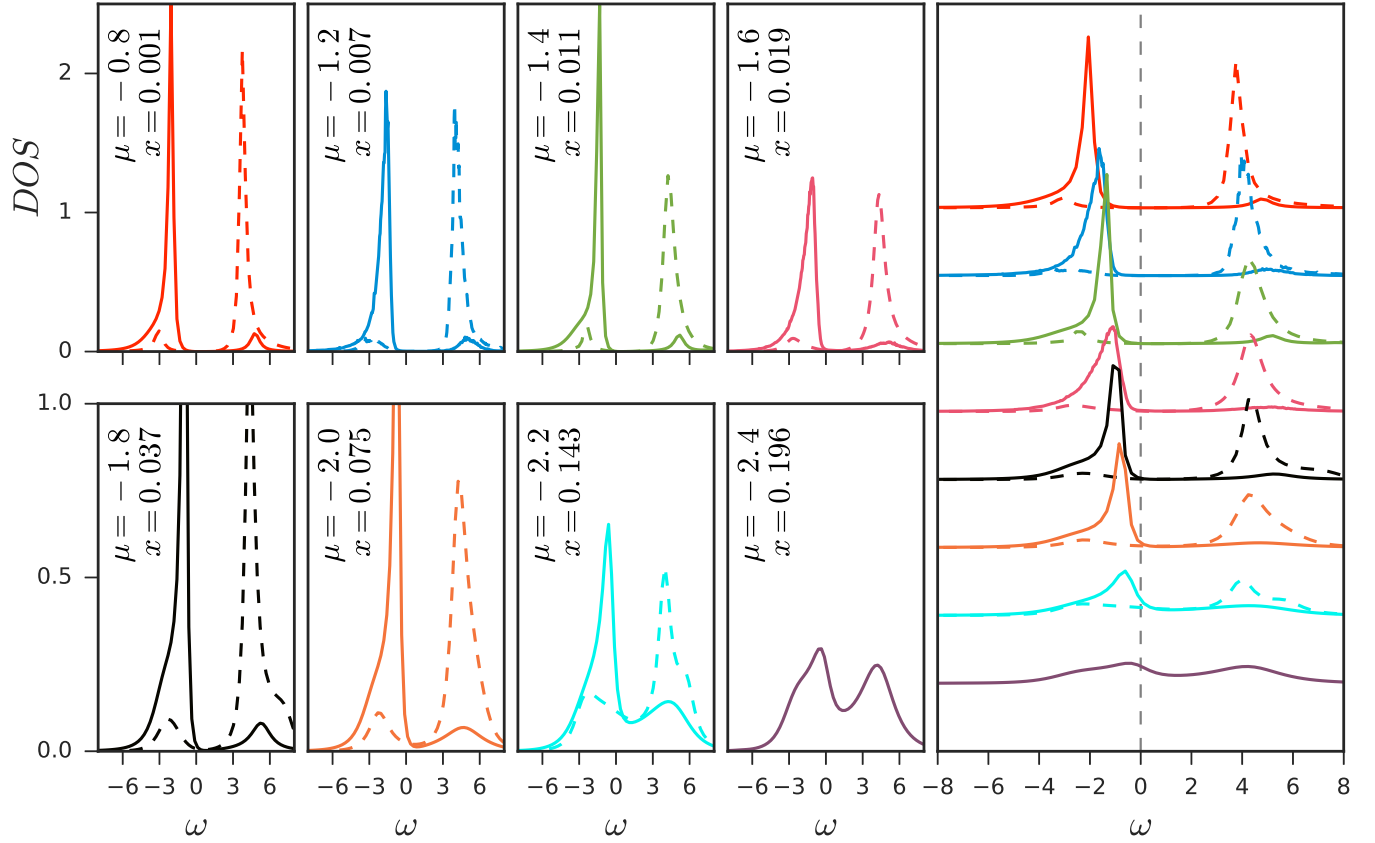 DOS
2
1
0
μ = −0.8
x = 0.001
μ = −1.2
x = 0.007
μ = −1.4
x = 0.011
μ = −1.6
x = 0.019
1.0
0.5
0.0
μ = −1.8
x = 0.037
μ = −2.0
x = 0.075
μ = −2.2
x = 0.143
μ = −2.4
x = 0.196
−6 −3 0 3 6
−6 −3 0 3 6
−6 −3 0 3 6
−6 −3 0 3 6
−8 −6 −4 −2 0 2 4 6 8
ω
ω
ω
ω
ω